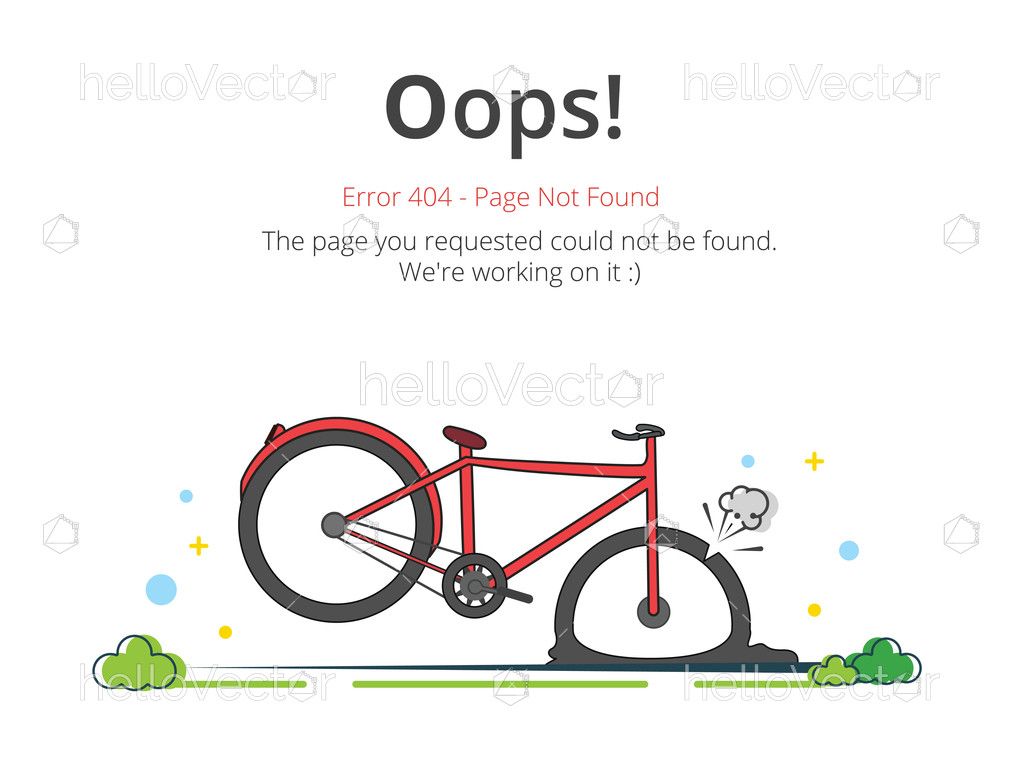 helloVector helloVector
Oops!
Error 404 - Page Not Found
The page you requested could not be found.
We're working on it :)
helloVector
helloVector helloVector